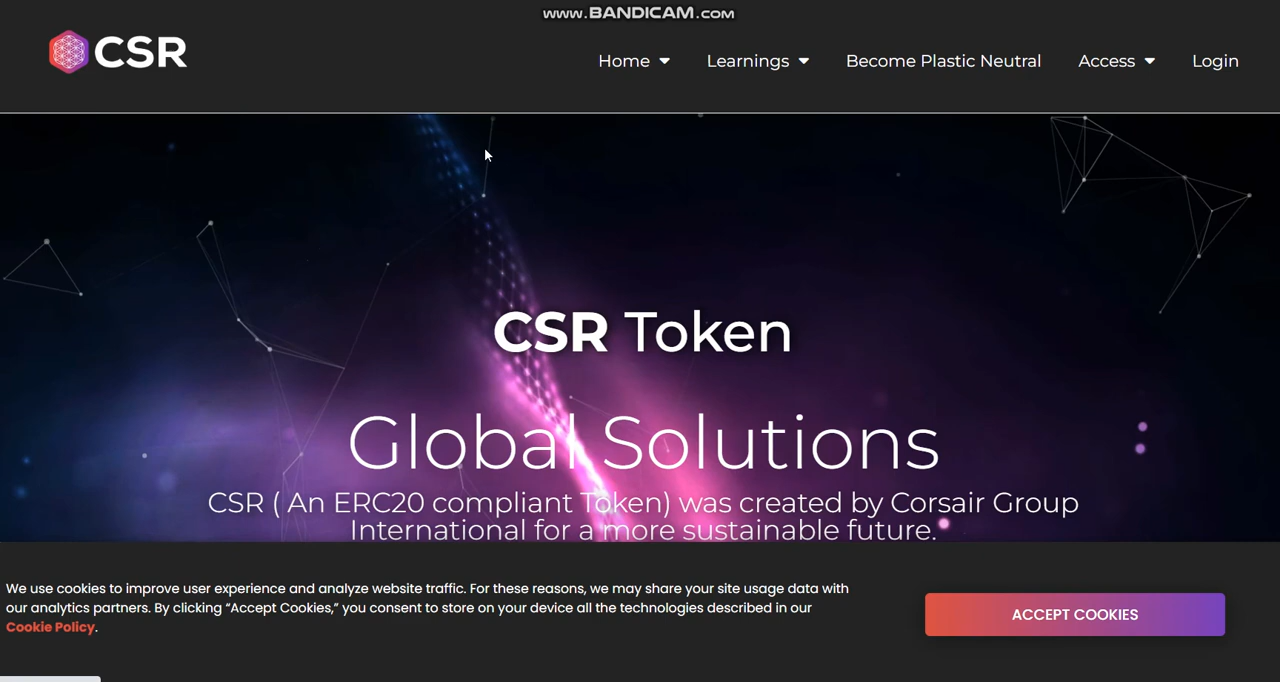 www.BANDICAM.com
CSR
Home
Learnings
Become Plastic Neutral
Access
Login
CSR Token
Global Solutions
CSR ( An ERC20 compliant Token) was created by Corsair Group
International for a more sustainable future.
We use cookies to improve user experience and analyze website traffic. For these reasons, we may share your site usage data with
our analytics partners. By clicking “Accept Cookies,” you consent to store on your device all the technologies described in our
Cookie Policy.
ACCEPT COOKIES